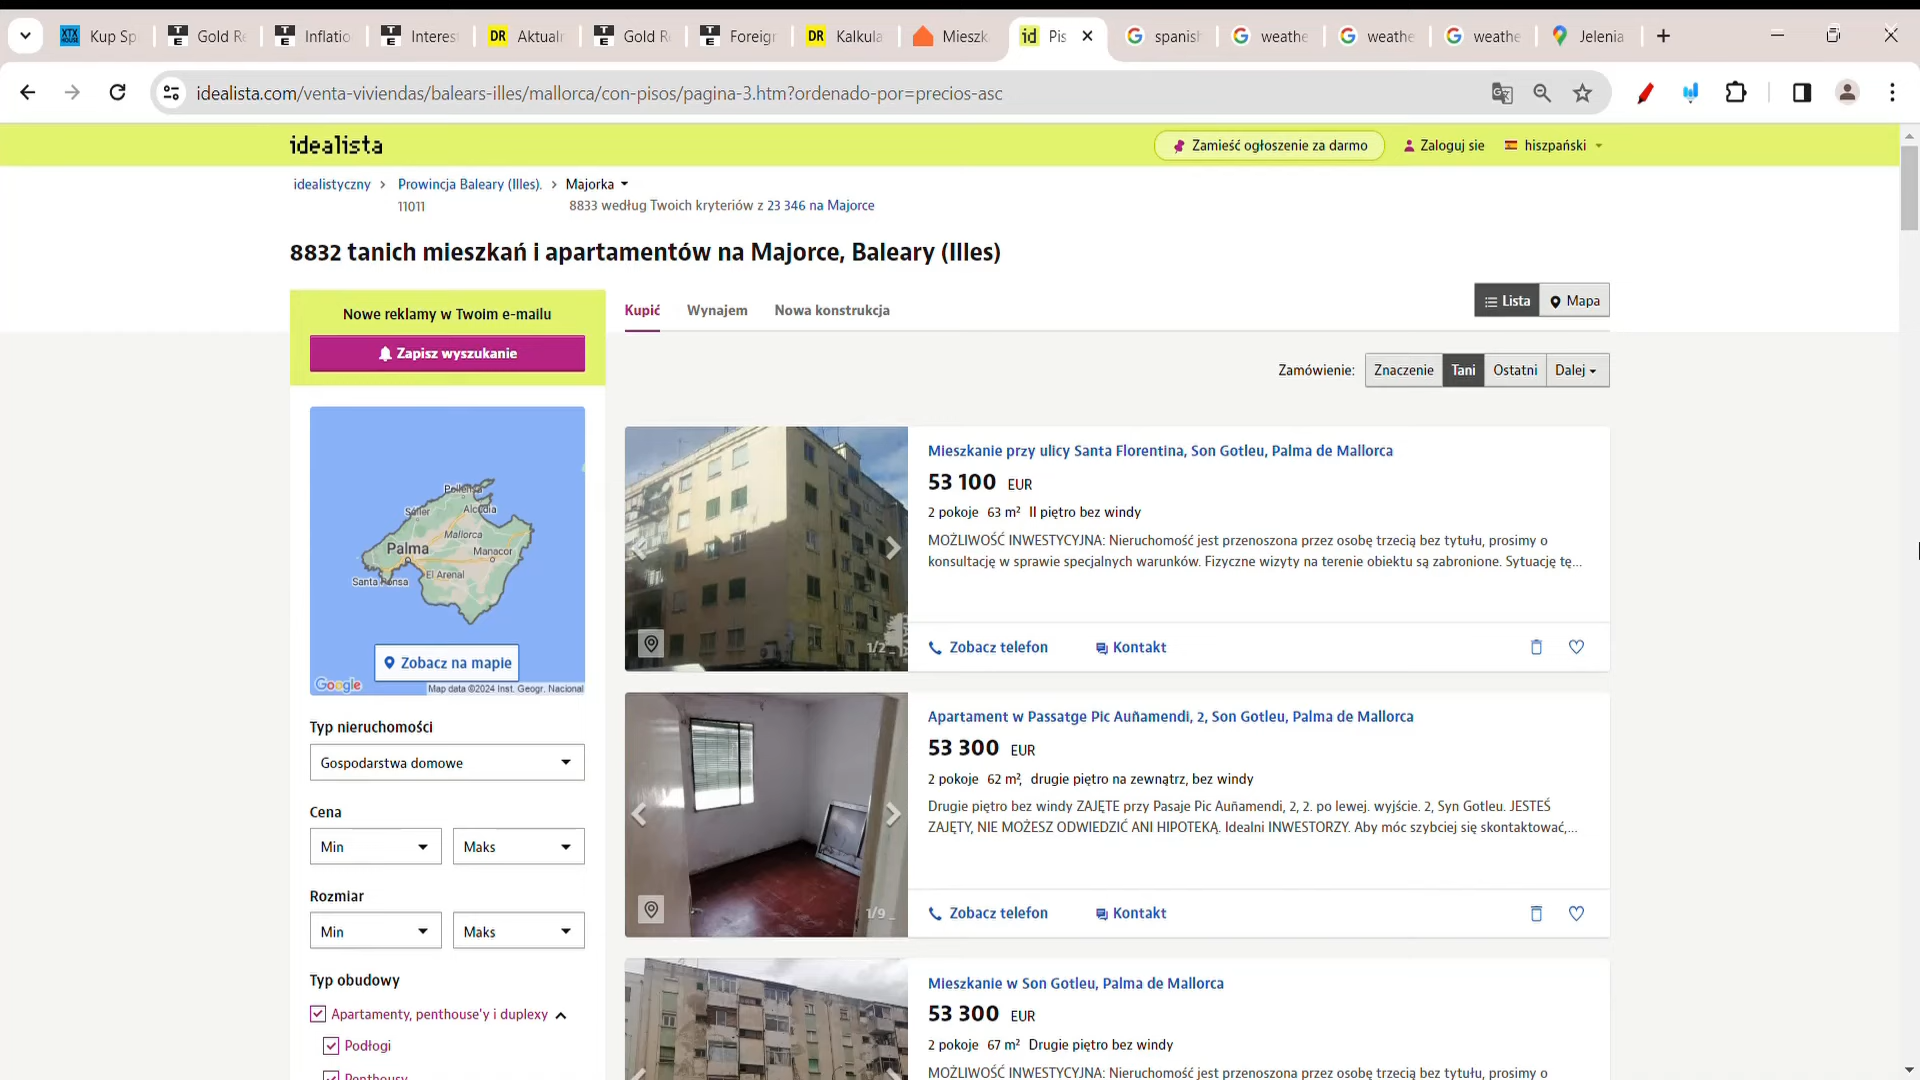 Kup Sp
Gold Re
Inflatio
Interes
DR Aktualn
Gold R
Foreign
DR Kalkula
Mieszk
id Pis
spanish
weathe
weathe
weathe
Jelenia
idealista.com/venta-viviendas/balears-illes/mallorca/con-pisos/pagina-3.htm?ordenado-por=precios-asc
idealista
Zamieść ogłoszenie za darmo
Zaloguj sie
hiszpański
idealistyczny > Prowincja Baleary (Illes). > Majorka
11011
8833 według Twoich kryteriów z 23 346 na Majorce
8832 tanich mieszkań i apartamentów na Majorce, Baleary (Illes)
Nowe reklamy w Twoim e-mailu
Zapisz wyszukanie
Kupić Wynajem Nowa konstrukcja
Lista Mapa
Zamówienie: Znaczenie Tani Ostatni Dalej
Pollensa
Sóller
Alcúdia
Mallorca
Palma
Manacor
Santa Ponsa
El Arenal
Zobacz na mapie
Google
Map data ©2024 Inst. Geogr. Nacional
Typ nieruchomości
Gospodarstwa domowe
Cena
Min Maks
Rozmiar
Min Maks
Typ obudowy
Apartamenty, penthouse'y i duplexy
Podłogi
Penthousy
1/2
Mieszkanie przy ulicy Santa Florentina, Son Gotleu, Palma de Mallorca
53 100 EUR
2 pokoje 63 m² II piętro bez windy
MOŻLIWOŚĆ INWESTYCYJNA: Nieruchomość jest przenoszona przez osobę trzecią bez tytułu, prosimy o
konsultację w sprawie specjalnych warunków. Fizyczne wizyty na terenie obiektu są zabronione. Sytuację tę...
Zobacz telefon Kontakt
1/9
Apartament w Passatge Pic Auñamendi, 2, Son Gotleu, Palma de Mallorca
53 300 EUR
2 pokoje 62 m², drugie piętro na zewnątrz, bez windy
Drugie piętro bez windy ZAJĘTE przy Pasaje Pic Auñamendi, 2, 2. po lewej. wyjście. 2, Syn Gotleu. JESTEŚ
ZAJĘTY, NIE MOŻESZ ODWIEDZIĆ ANI HIPOTEKĄ. Idealni INWESTORZY. Aby móc szybciej się skontaktować,...
Zobacz telefon Kontakt
Mieszkanie w Son Gotleu, Palma de Mallorca
53 300 EUR
2 pokoje 67 m² Drugie piętro bez windy
MOŻLIWOŚĆ INWESTYCYJNA: Nieruchomość jest przenoszona przez osobę trzecią bez tytułu, prosimy o